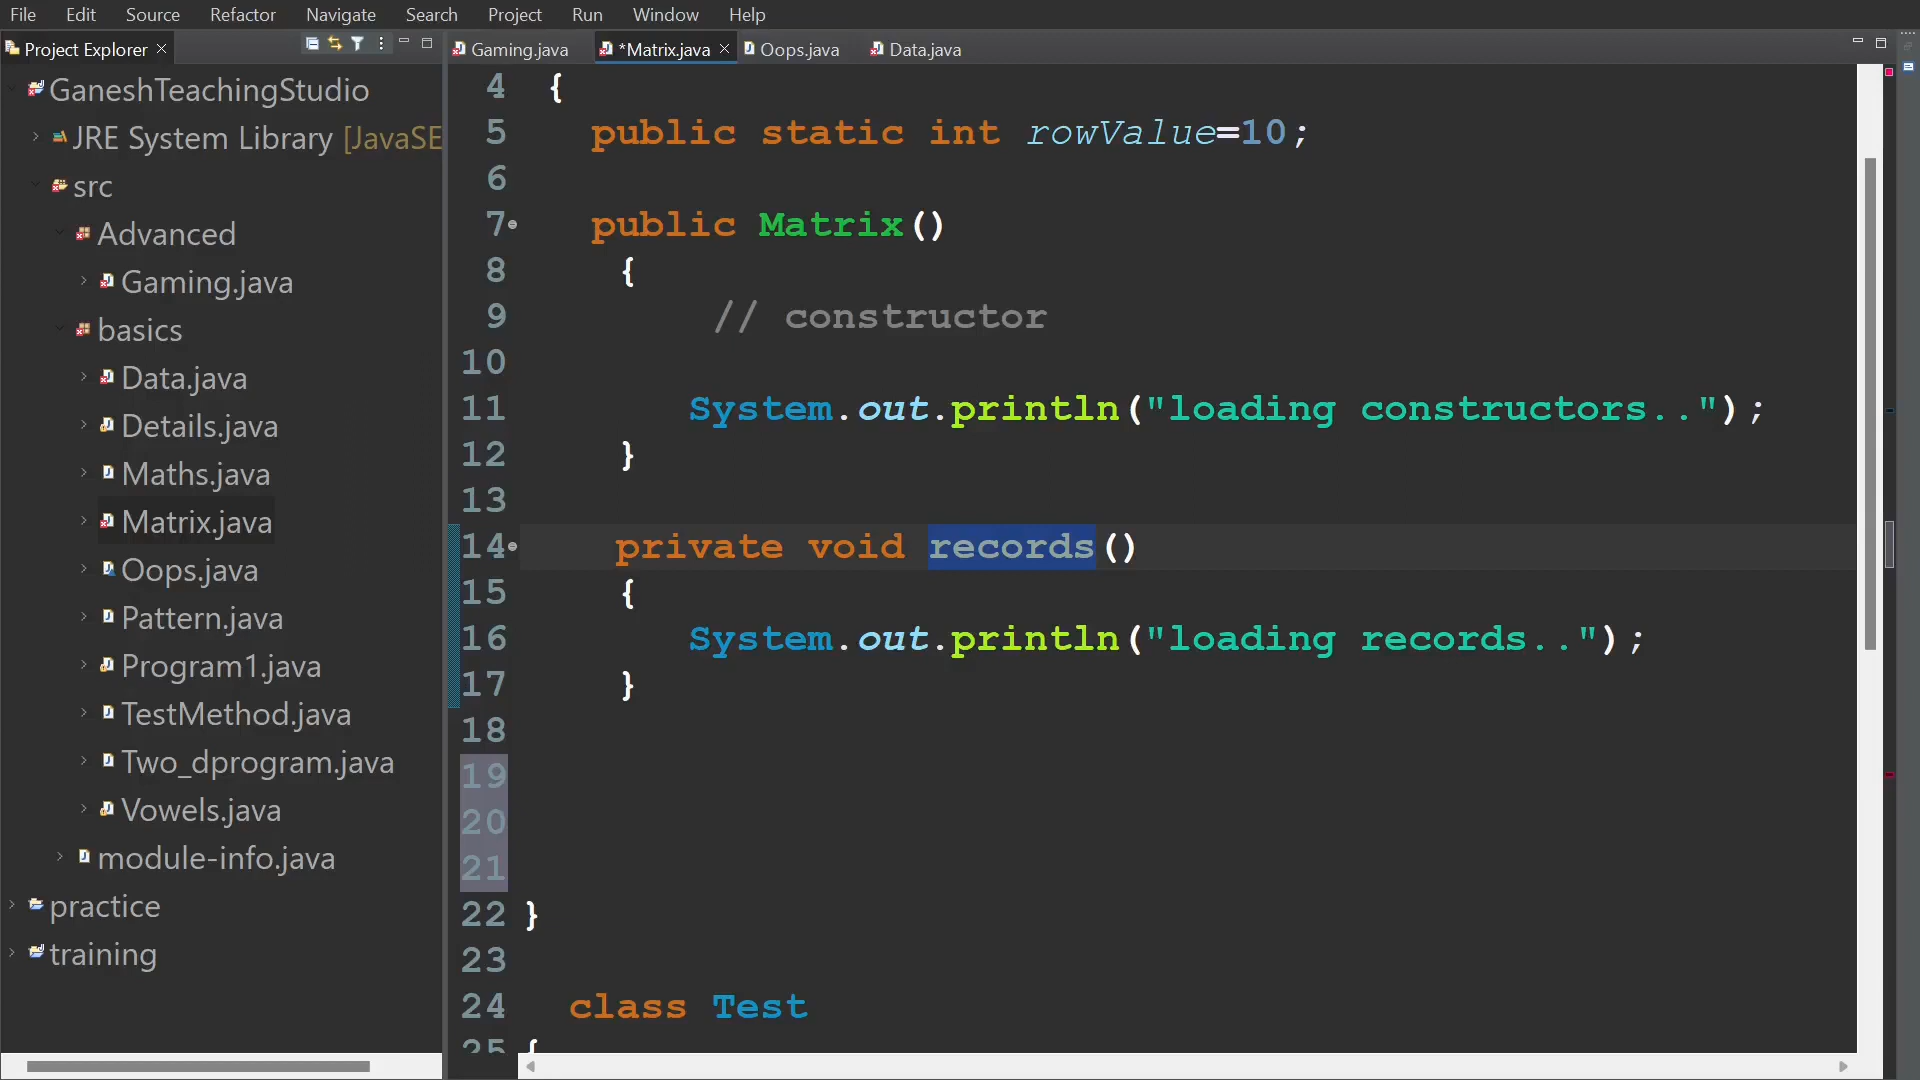 File Edit Source Refactor Navigate Search Project Run Window Help
Project Explorer
Gaming.java *Matrix.java Oops.java Data.java
GaneshTeachingStudio
JRE System Library [JavaSE
src
Advanced
Gaming.java
basics
Data.java
Details.java
Maths.java
Matrix.java
Oops.java
Pattern.java
Program1.java
TestMethod.java
Two_dprogram.java
Vowels.java
module-info.java
practice
training
4 {
5 public static int rowValue=10;
6
7 public Matrix()
8 {
9 // constructor
10
11 System.out.println("loading constructors..");
12 }
13
14 private void records()
15 {
16 System.out.println("loading records..");
17 }
18
19
20
21
22 }
23
24 class Test
25 {